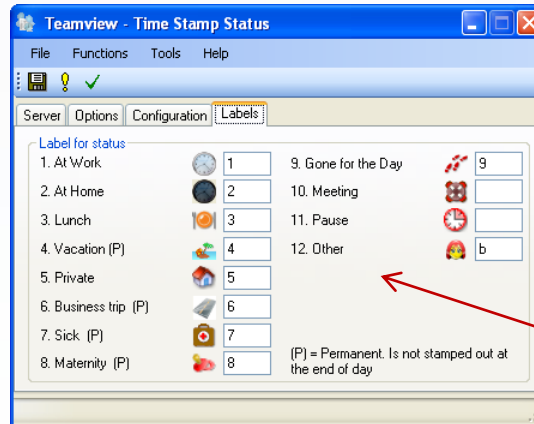 Teamview - Time Stamp Status
File Functions Tools Help
Server Options Configuration Labels
Label for status
1. At Work 1
2. At Home 2
3. Lunch 3
4. Vacation (P) 4
5. Private 5
6. Business trip (P) 6
7. Sick (P) 7
8. Maternity (P) 8
9. Gone for the Day 9
10. Meeting
11. Pause
12. Other b
(P) = Permanent. Is not stamped out at
the end of day